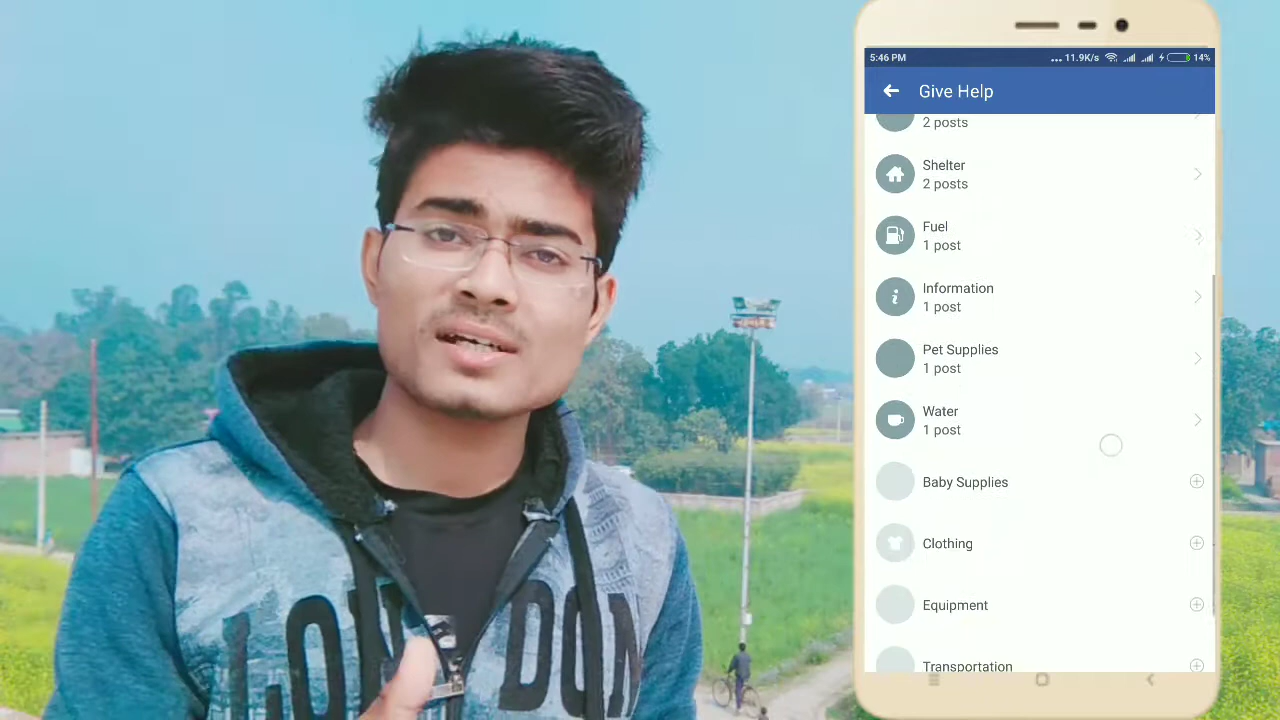 5:46 PM
... 11.9K/s
14%
Give Help
2 posts
Shelter
2 posts
Fuel
1 post
Information
1 post
Pet Supplies
1 post
Water
1 post
Baby Supplies
Clothing
Equipment
Transportation
LONDON